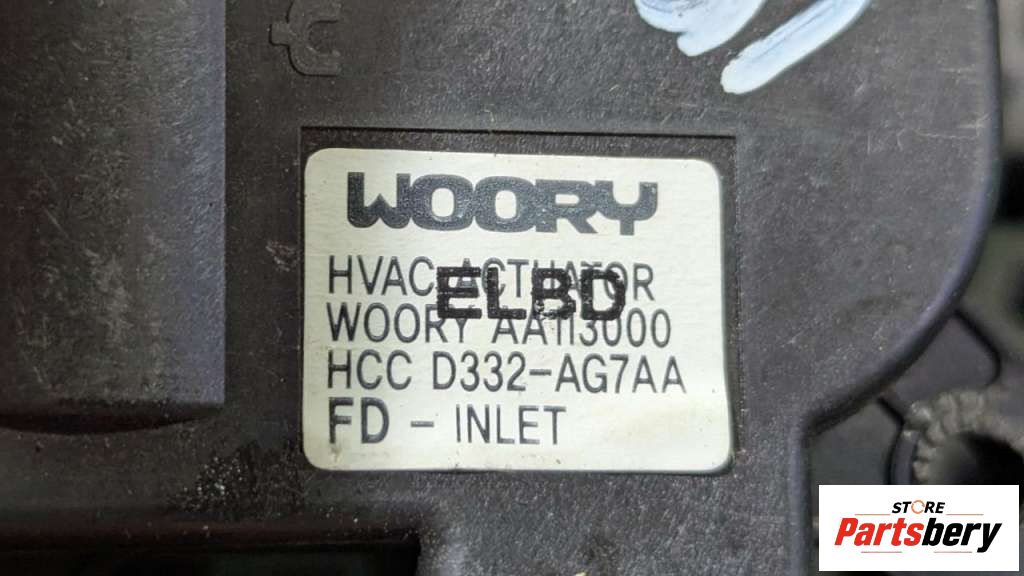 WOORY
HVAC ACTUATOR
ELBD
WOORY AA113000
HCC D332-AG7AA
FD - INLET
STORE
Partsbery